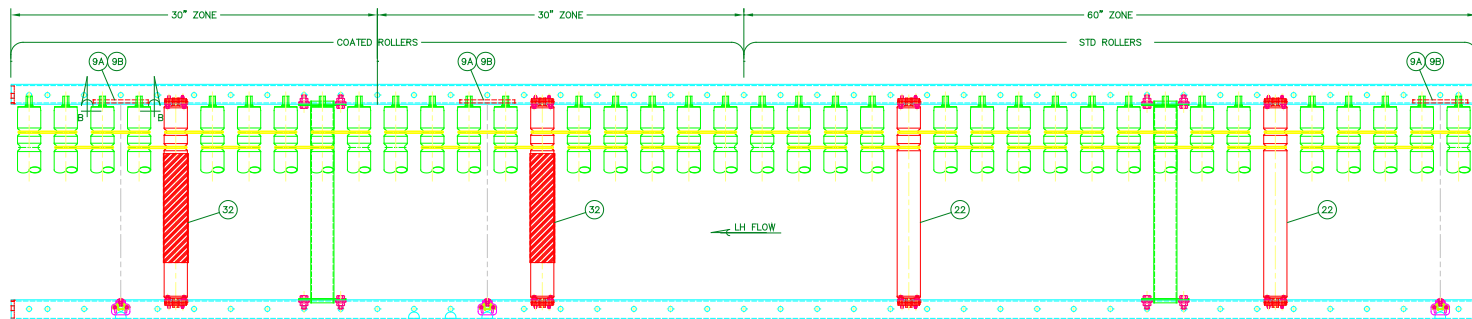 30" ZONE
30" ZONE
60" ZONE
COATED ROLLERS
STD ROLLERS
9A 9B
9A 9B
9A 9B
B B
32
32
22
22
LH FLOW